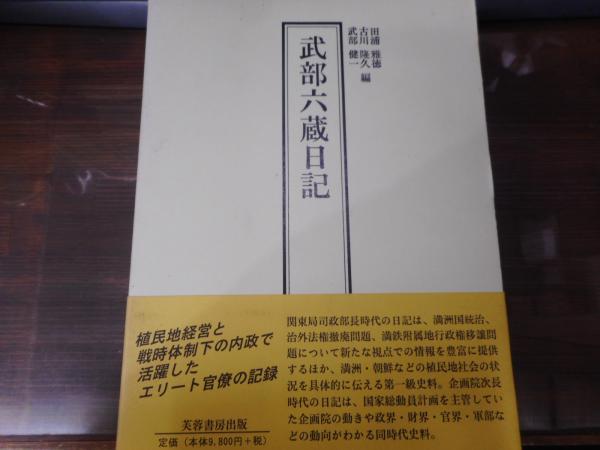 田浦 雅徳
古川 隆久 編
武部 健一
武部六蔵日記
植民地経営と
戦時体制下の内政で
活躍した
エリート官僚の記録
芙蓉書房出版
定価（本体9,800円＋税）
関東局司政部長時代の日記は、満洲国統治、
治外法権撤廃問題、満鉄附属地行政権移譲問
題について新たな視点での情報を豊富に提供
するほか、満洲・朝鮮などの植民地社会の状
況を具体的に伝える第一級史料。企画院次長
時代の日記は、国家総動員計画を主管してい
た企画院の動きや政界・財界・官界・軍部な
どの動向がわかる同時代史料。